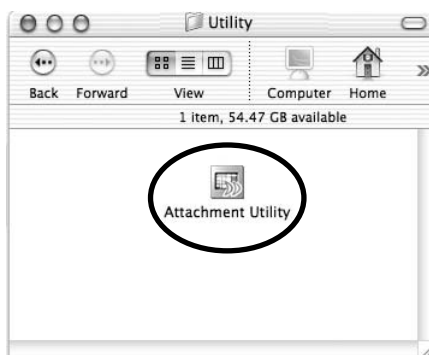 Utility
Back Forward View Computer Home
1 item, 54.47 GB available
Attachment Utility